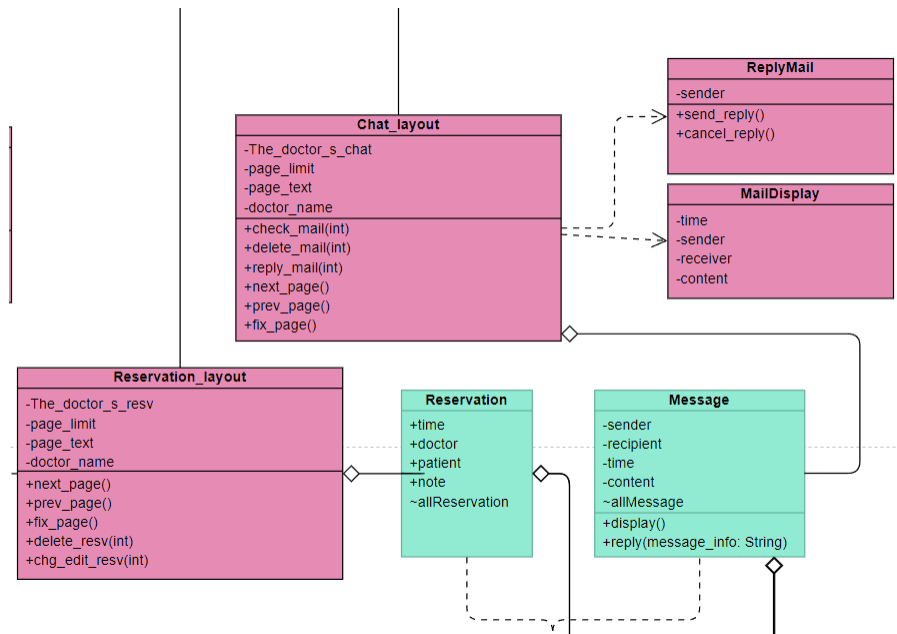 ReplyMail
-sender
+send_reply()
+cancel_reply()
Chat_layout
-The_doctor_s_chat
-page_limit
-page_text
-doctor_name
+check_mail(int)
+delete_mail(int)
+reply_mail(int)
+next_page()
+prev_page()
+fix_page()
MailDisplay
-time
-sender
-receiver
-content
Reservation_layout
-The_doctor_s_resv
-page_limit
-page_text
-doctor_name
+next_page()
+prev_page()
+fix_page()
+delete_resv(int)
+chg_edit_resv(int)
Reservation
+time
+doctor
+patient
+note
~allReservation
Message
-sender
-recipient
-time
-content
~allMessage
+display()
+reply(message_info: String)